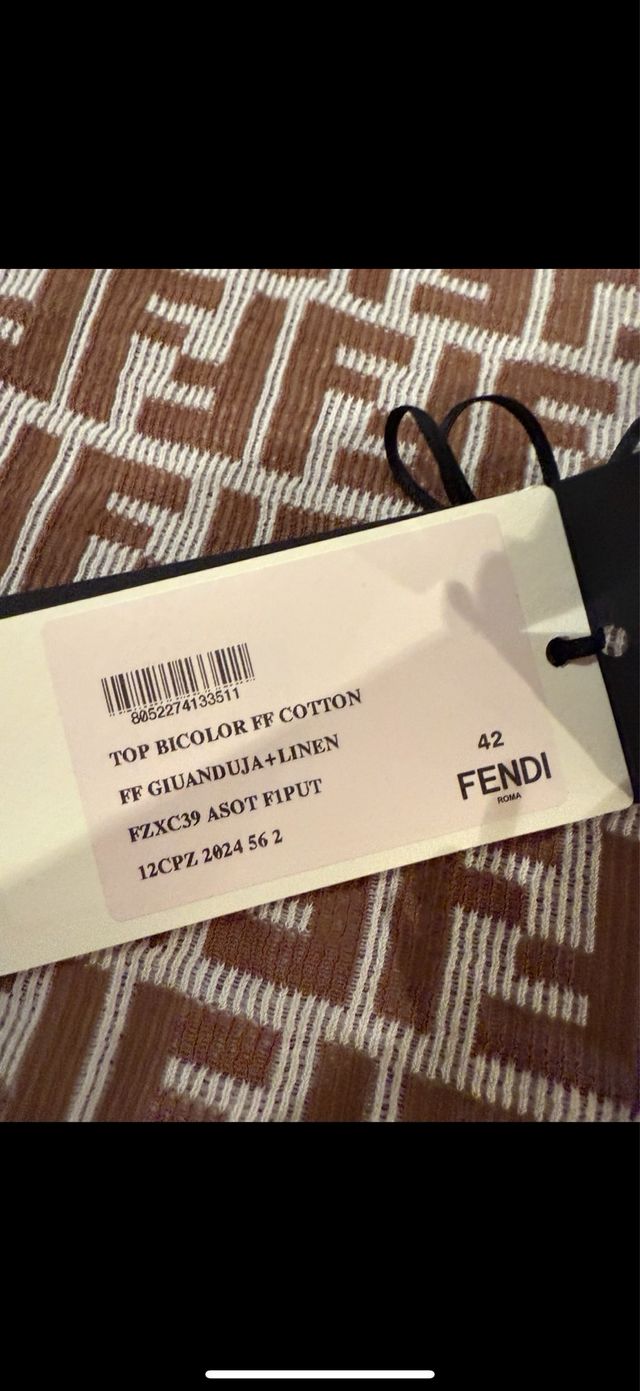 8052274133511
TOP BICOLOR FF COTTON
FF GIUANDUJA+LINEN
FZXC39 ASOT F1PUT
12CPZ 2024 56 2
42
FENDI
ROMA